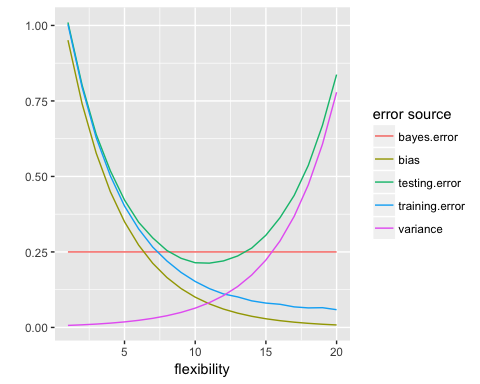 1.00
0.75
0.50
0.25
0.00
5
10
15
20
flexibility
error source
bayes.error
bias
testing.error
training.error
variance